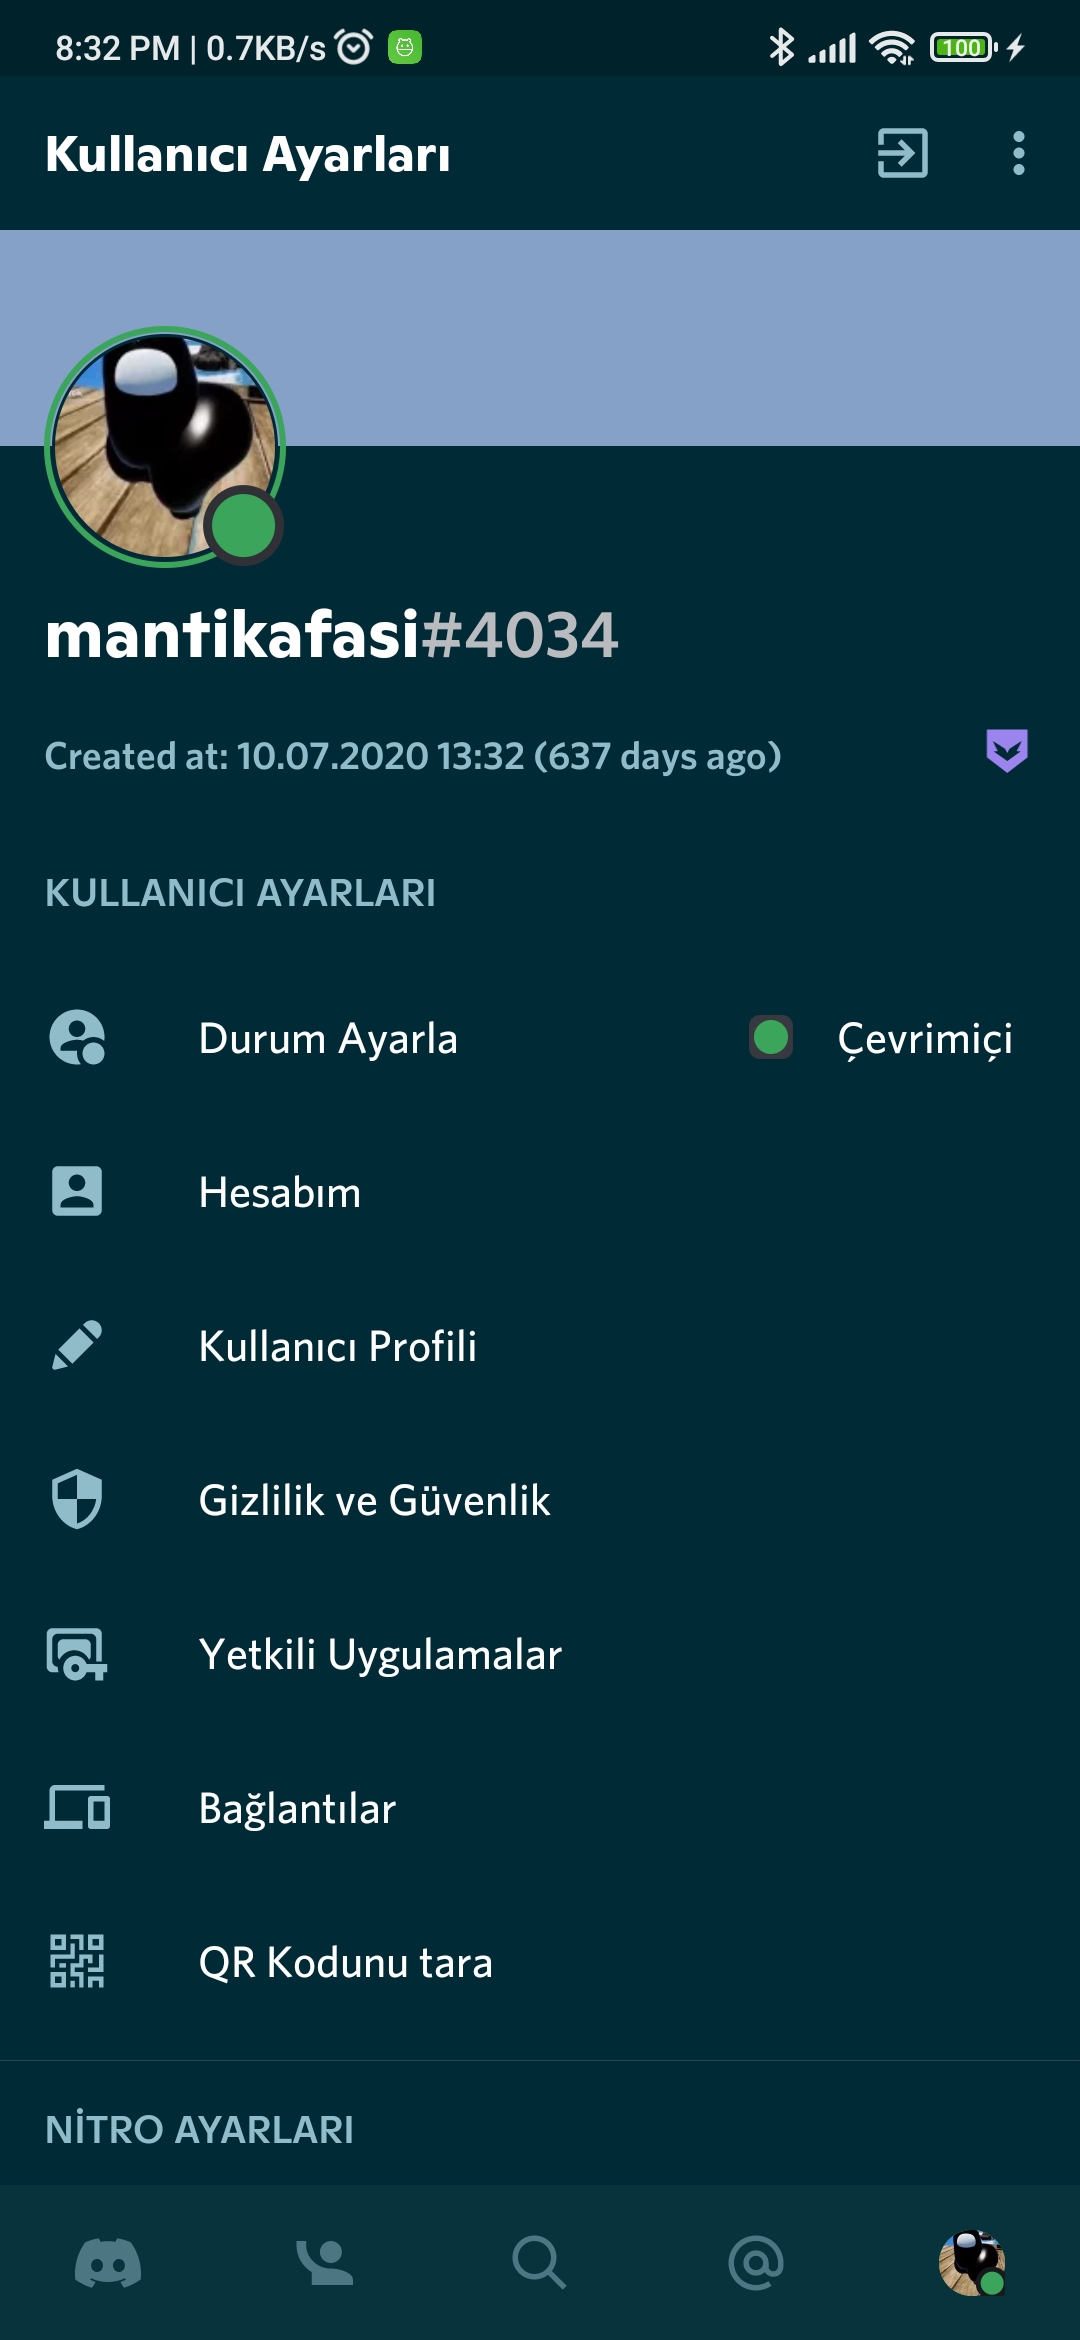 8:32 PM | 0.7KB/s
100
Kullanıcı Ayarları
mantikafasi#4034
Created at: 10.07.2020 13:32 (637 days ago)
KULLANICI AYARLARI
Durum Ayarla
Çevrimiçi
Hesabım
Kullanıcı Profili
Gizlilik ve Güvenlik
Yetkili Uygulamalar
Bağlantılar
QR Kodunu tara
NİTRO AYARLARI